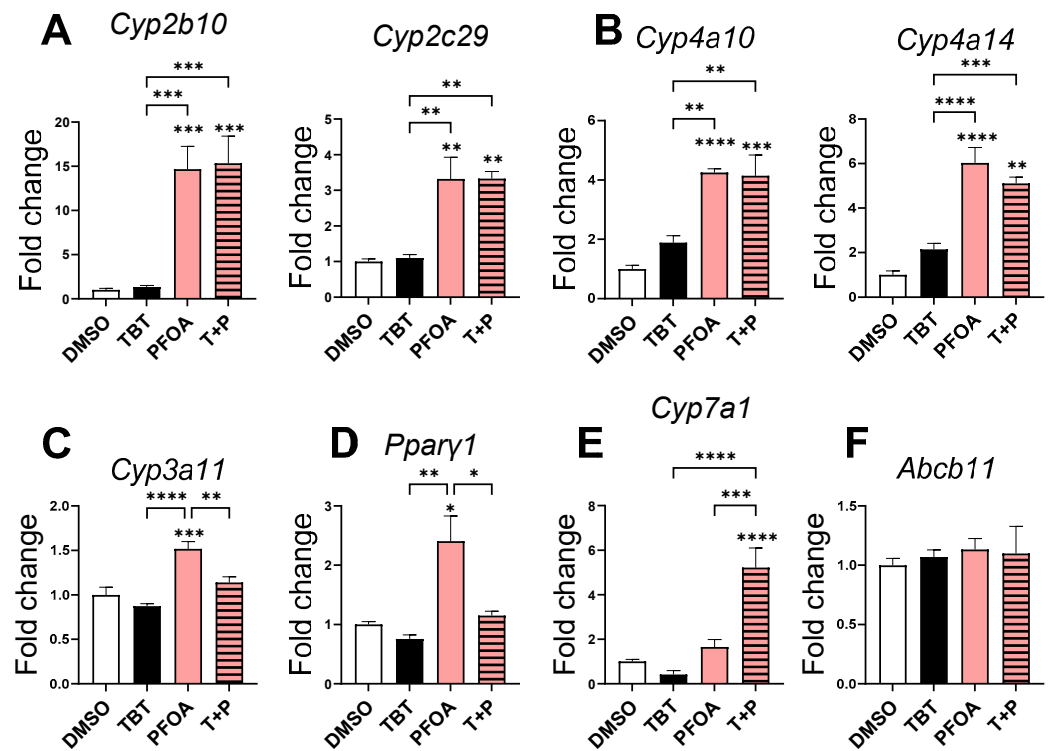 A
Cyp2b10
***
***
*** ***
Fold change
20
15
10
5
0
DMSO
TBT
PFOA
T+P
Cyp2c29
**
**
** **
Fold change
5
4
3
2
1
0
DMSO
TBT
PFOA
T+P
B
Cyp4a10
**
**
**** ***
Fold change
6
4
2
0
DMSO
TBT
PFOA
T+P
Cyp4a14
***
****
**** **
Fold change
8
6
4
2
0
DMSO
TBT
PFOA
T+P
C
Cyp3a11
**** **
***
Fold change
2.0
1.5
1.0
0.5
0.0
DMSO
TBT
PFOA
T+P
D
Pparγ1
** *
*
Fold change
3
2
1
0
DMSO
TBT
PFOA
T+P
E
Cyp7a1
****
***
****
Fold change
8
6
4
2
0
DMSO
TBT
PFOA
T+P
F
Abcb11
Fold change
1.5
1.0
0.5
0.0
DMSO
TBT
PFOA
T+P